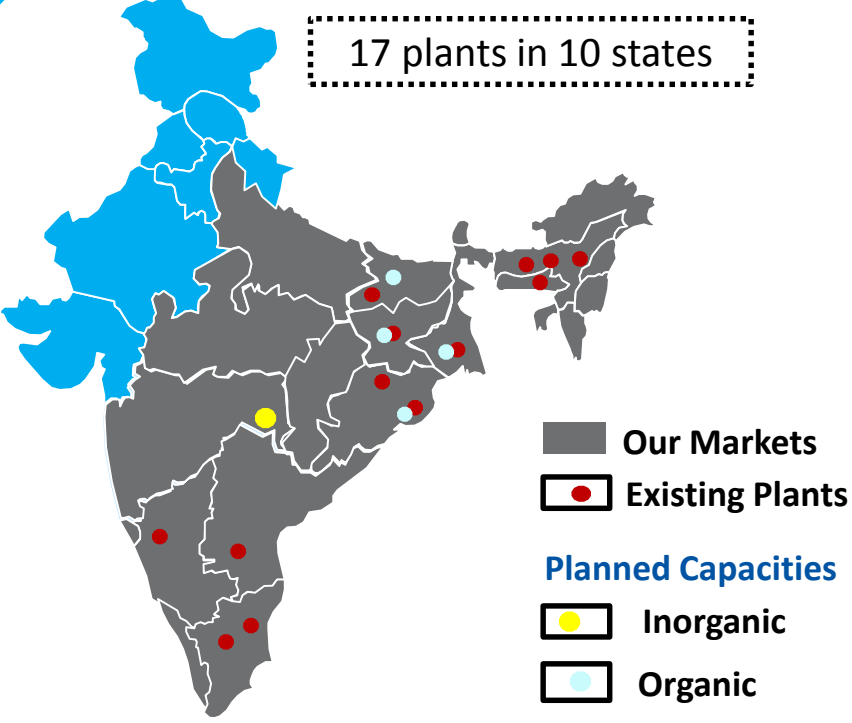 17 plants in 10 states
Our Markets
Existing Plants
Planned Capacities
Inorganic
Organic